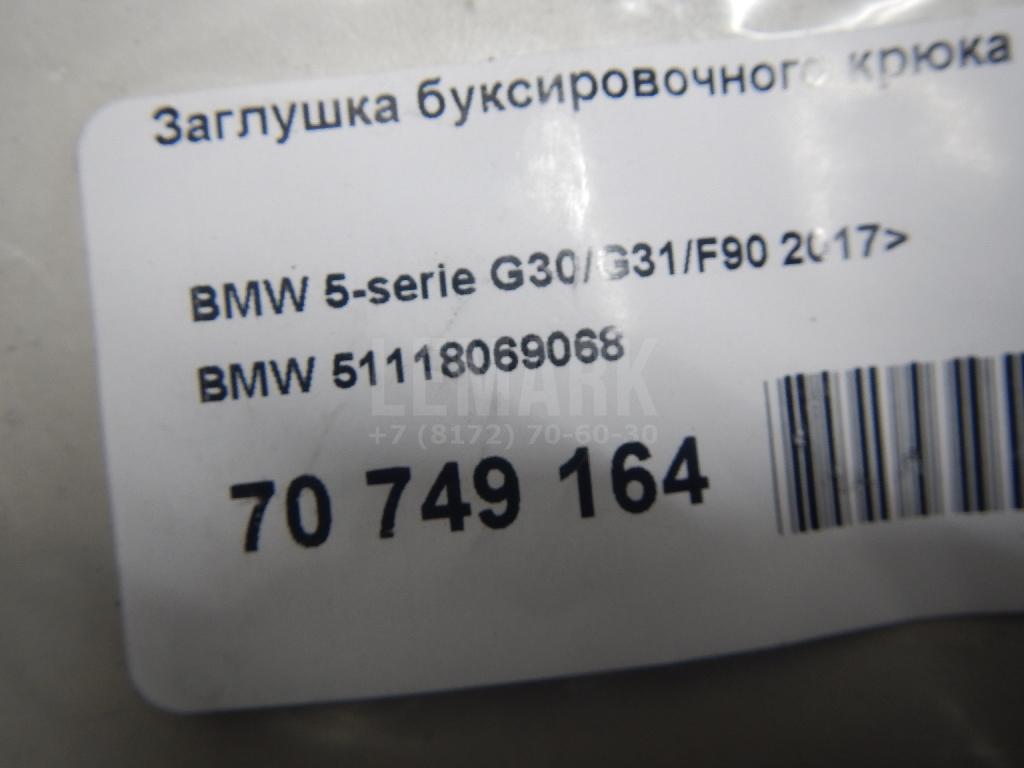 Заглушка буксировочного крюка
BMW 5-serie G30/G31/F90 2017>
BMW 51118069068
LEMARK
+7 (8172) 70-60-30
70 749 164